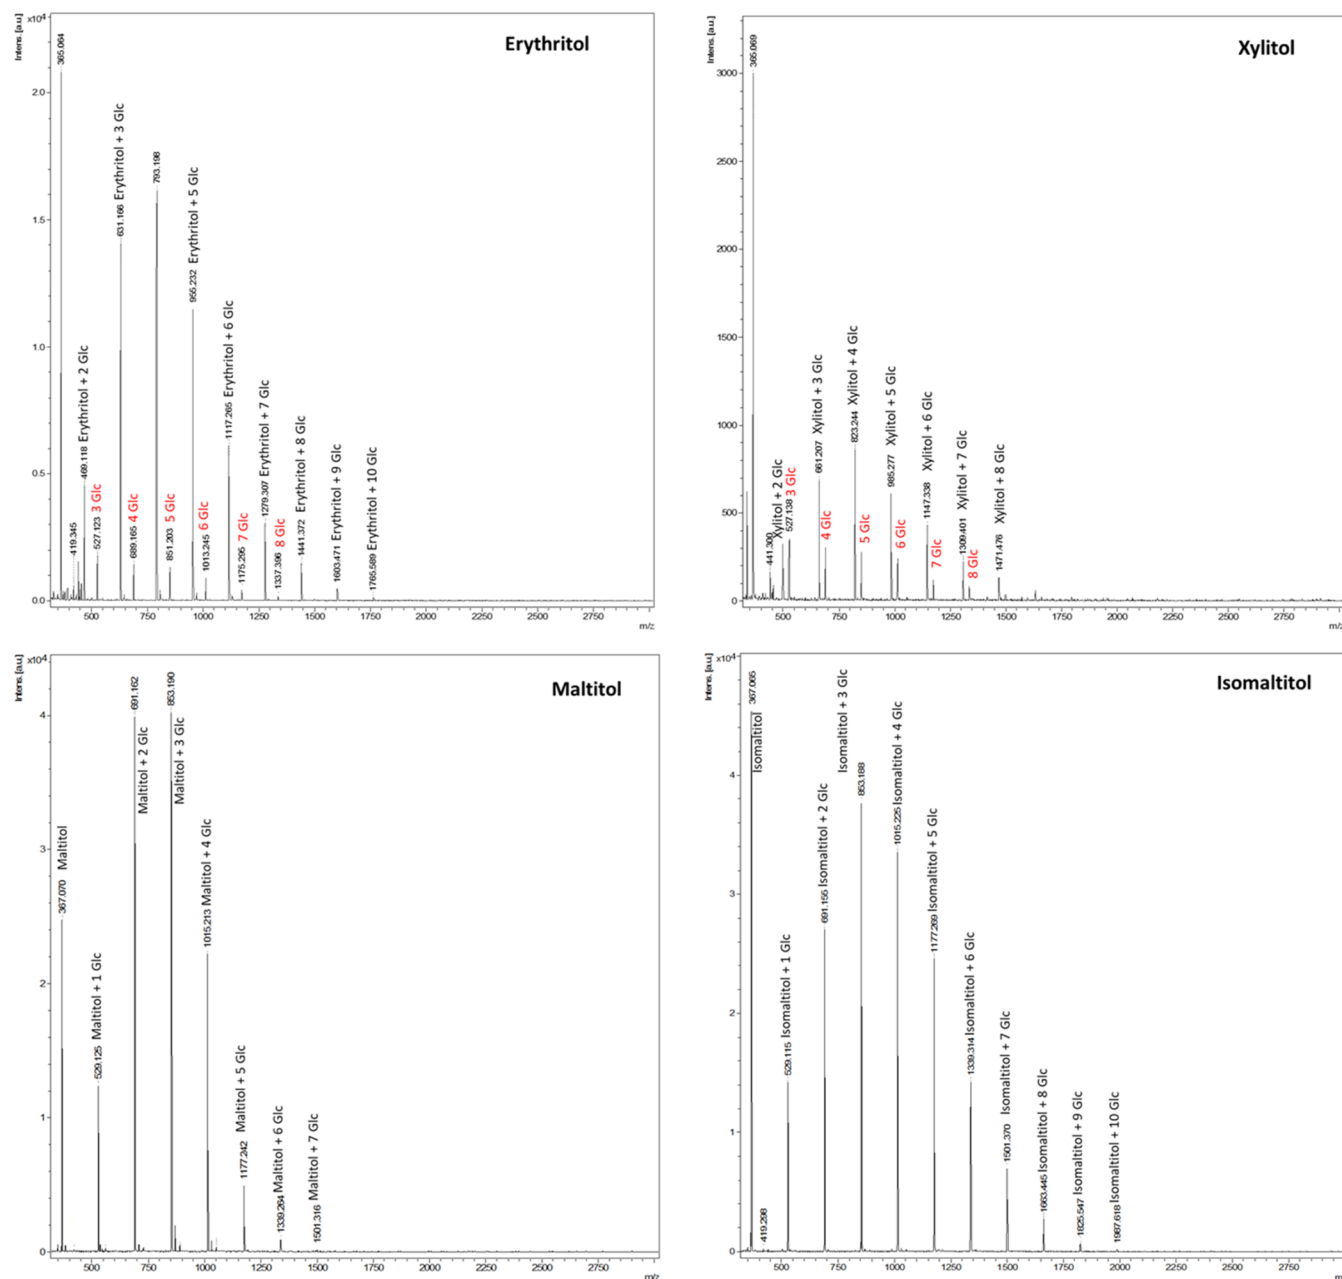 Intens. [a.u.]
x10⁴
Erythritol
365.064
419.345
469.118 Erythritol + 2 Glc
527.123 3 Glc
631.166 Erythritol + 3 Glc
689.165 4 Glc
793.198
851.203 5 Glc
955.232 Erythritol + 5 Glc
1013.245 6 Glc
1117.265 Erythritol + 6 Glc
1175.295 7 Glc
1279.307 Erythritol + 7 Glc
1337.396 8 Glc
1441.372 Erythritol + 8 Glc
1603.471 Erythritol + 9 Glc
1765.589 Erythritol + 10 Glc
2.0
1.5
1.0
0.5
0.0
500 750 1000 1250 1500 1750 2000 2250 2500 2750
m/z
Intens. [a.u.]
Xylitol
365.069
441.300
Xylitol + 2 Glc
527.138 3 Glc
661.207 Xylitol + 3 Glc
4 Glc
823.244 Xylitol + 4 Glc
5 Glc
985.277 Xylitol + 5 Glc
6 Glc
1147.338 Xylitol + 6 Glc
7 Glc
1309.401 Xylitol + 7 Glc
8 Glc
1471.476 Xylitol + 8 Glc
3000
2500
2000
1500
1000
500
0
500 750 1000 1250 1500 1750 2000 2250 2500 2750
m/z
Intens. [a.u.]
x10⁴
Maltitol
367.070 Maltitol
529.125 Maltitol + 1 Glc
691.162
Maltitol + 2 Glc
853.190
Maltitol + 3 Glc
1015.213 Maltitol + 4 Glc
1177.242 Maltitol + 5 Glc
1339.264 Maltitol + 6 Glc
1501.316 Maltitol + 7 Glc
4
3
2
1
0
500 750 1000 1250 1500 1750 2000 2250 2500 2750
m/z
Intens. [a.u.]
x10⁴
Isomaltitol
367.065
Isomaltitol
419.298
529.115 Isomaltitol + 1 Glc
691.155 Isomaltitol + 2 Glc
853.188 Isomaltitol + 3 Glc
1015.225 Isomaltitol + 4 Glc
1177.269 Isomaltitol + 5 Glc
1339.314 Isomaltitol + 6 Glc
1501.370 Isomaltitol + 7 Glc
1663.445 Isomaltitol + 8 Glc
1825.547 Isomaltitol + 9 Glc
1987.618 Isomaltitol + 10 Glc
4
3
2
1
0
500 750 1000 1250 1500 1750 2000 2250 2500 2750
m/z